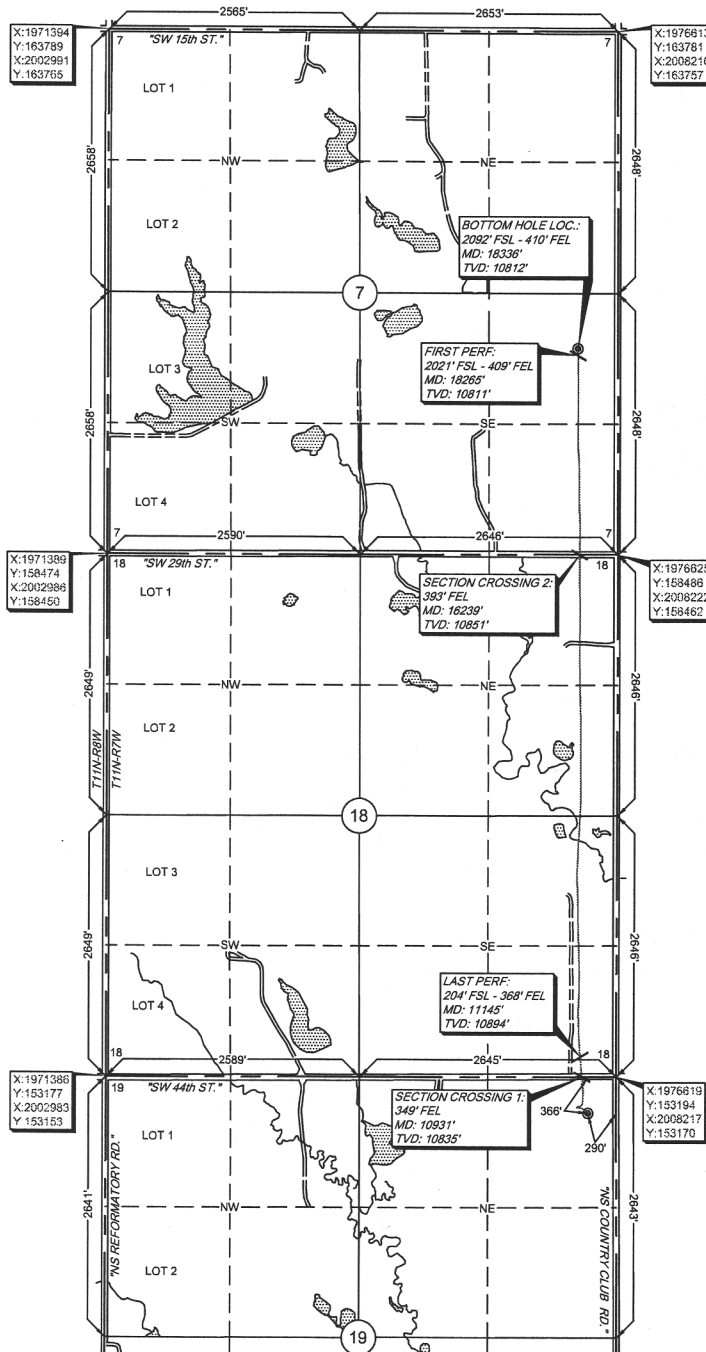 2565'
2653'
X:1971394
Y:163789
X:2002991
Y:163765
7
"SW 15th ST."
7
X:1976613
Y:163781
X:2008210
Y:163757
LOT 1
NW
NE
2658'
2648'
LOT 2
BOTTOM HOLE LOC.:
2092' FSL - 410' FEL
MD: 18336'
TVD: 10812'
7
FIRST PERF:
2021' FSL - 409' FEL
MD: 18265'
TVD: 10811'
LOT 3
2658'
2648'
SW
SE
LOT 4
7
2590'
2646'
7
X:1971389
Y:158474
X:2002986
Y:158450
18
"SW 29th ST."
18
X:1976625
Y:158486
X:2008222
Y:158462
LOT 1
SECTION CROSSING 2:
393' FEL
MD: 16239'
TVD: 10851'
2649'
2646'
NW
NE
LOT 2
T11N-R8W
T11N-R7W
18
LOT 3
2649'
2646'
SW
SE
LOT 4
LAST PERF:
204' FSL - 368' FEL
MD: 11145'
TVD: 10894'
18
2589'
2645'
18
X:1971386
Y:153177
X:2002983
Y:153153
19
"SW 44th ST."
SECTION CROSSING 1:
349' FEL
MD: 10931'
TVD: 10835'
366'
290'
X:1976619
Y:153194
X:2008217
Y:153170
LOT 1
2641'
"NS REFORMATORY RD."
NW
NE
"NS COUNTRY CLUB RD."
2643'
LOT 2
19